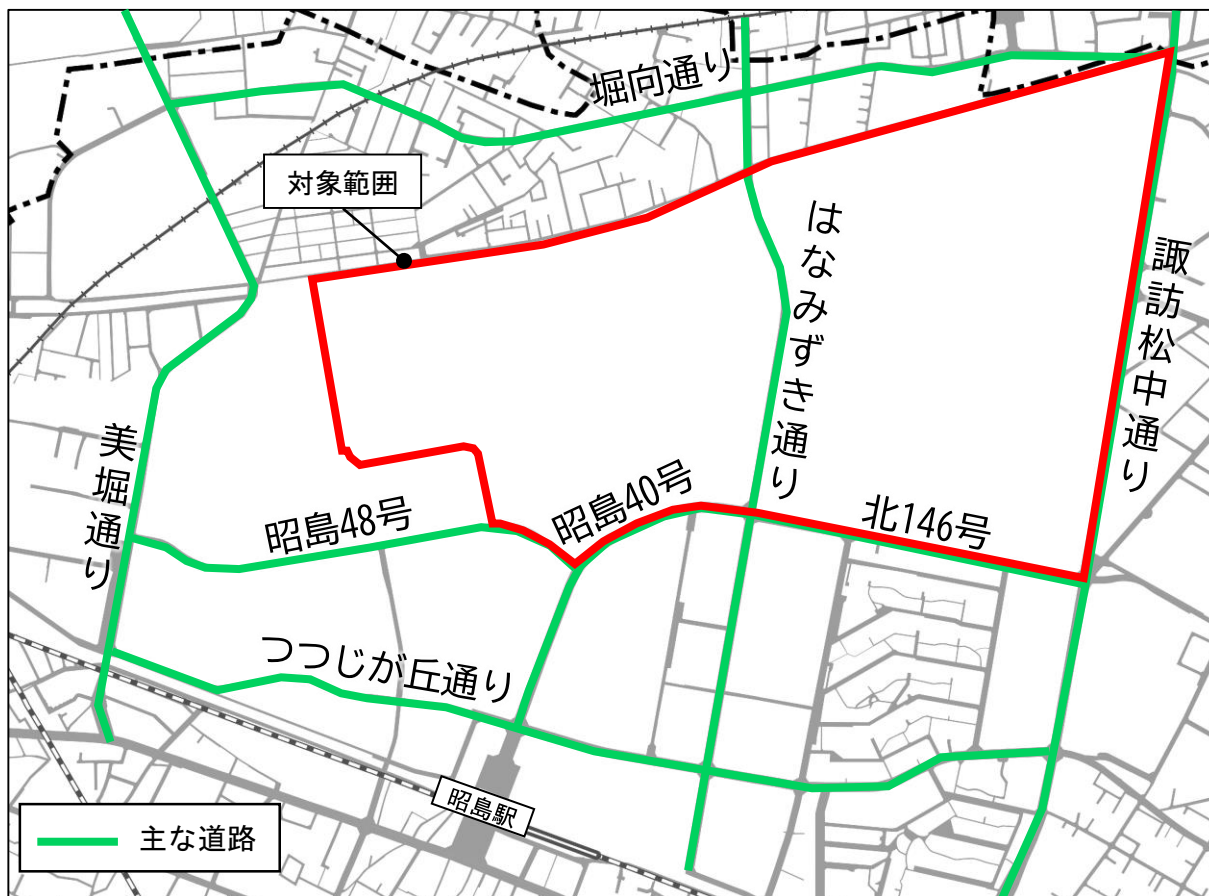 堀向通り
対象範囲
はなみずき通り
諏訪松中通り
美堀通り
昭島48号
昭島40号
北146号
つつじが丘通り
昭島駅
主な道路